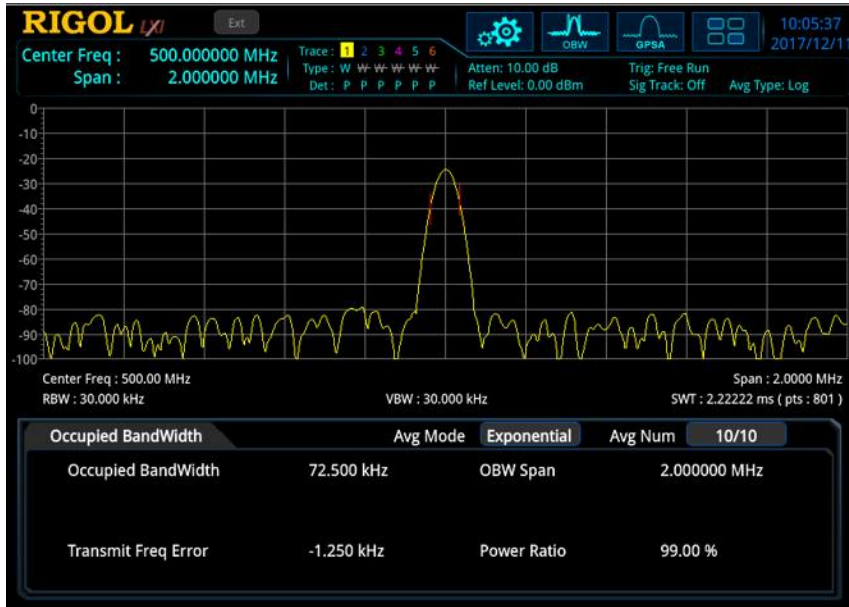 RIGOL LXI Ext
10:05:37
2017/12/11
OBW GPSA
Center Freq : 500.000000 MHz
Span : 2.000000 MHz
Trace : 1 2 3 4 5 6
Type : W W W W W W
Det : P P P P P P
Atten: 10.00 dB
Ref Level: 0.00 dBm
Trig: Free Run
Sig Track: Off Avg Type: Log
0
-10
-20
-30
-40
-50
-60
-70
-80
-90
-100
Center Freq : 500.00 MHz Span : 2.0000 MHz
RBW : 30.000 kHz VBW : 30.000 kHz SWT : 2.22222 ms ( pts : 801 )
Occupied BandWidth Avg Mode Exponential Avg Num 10/10
Occupied BandWidth 72.500 kHz OBW Span 2.000000 MHz
Transmit Freq Error -1.250 kHz Power Ratio 99.00 %